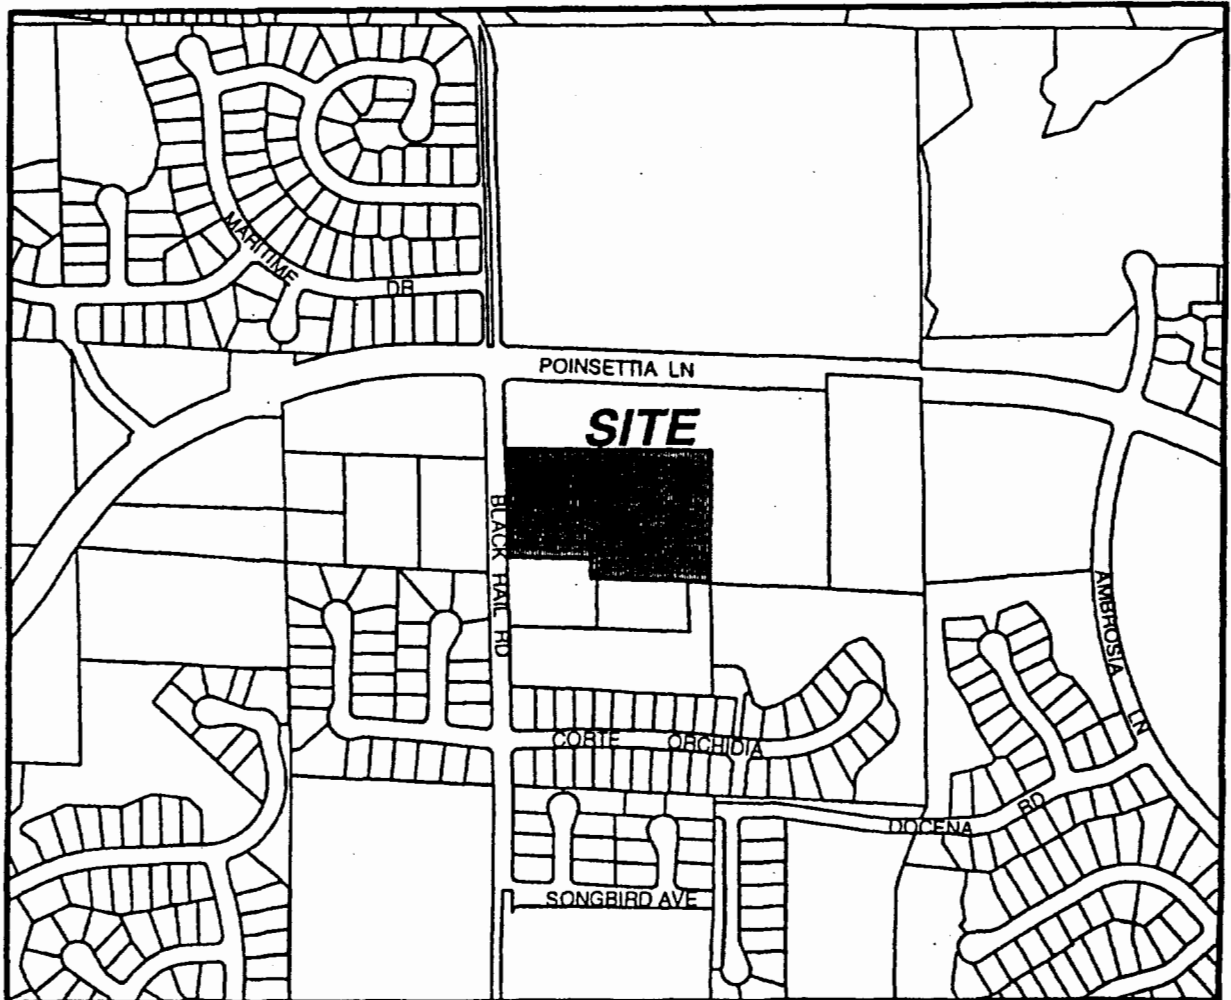 MARITIME DR
POINSETTIA LN
SITE
BLACK RAIL RD
AMBROSIA LN
CORTE ORCHIDIA
DOCENA RD
SONGBIRD AVE